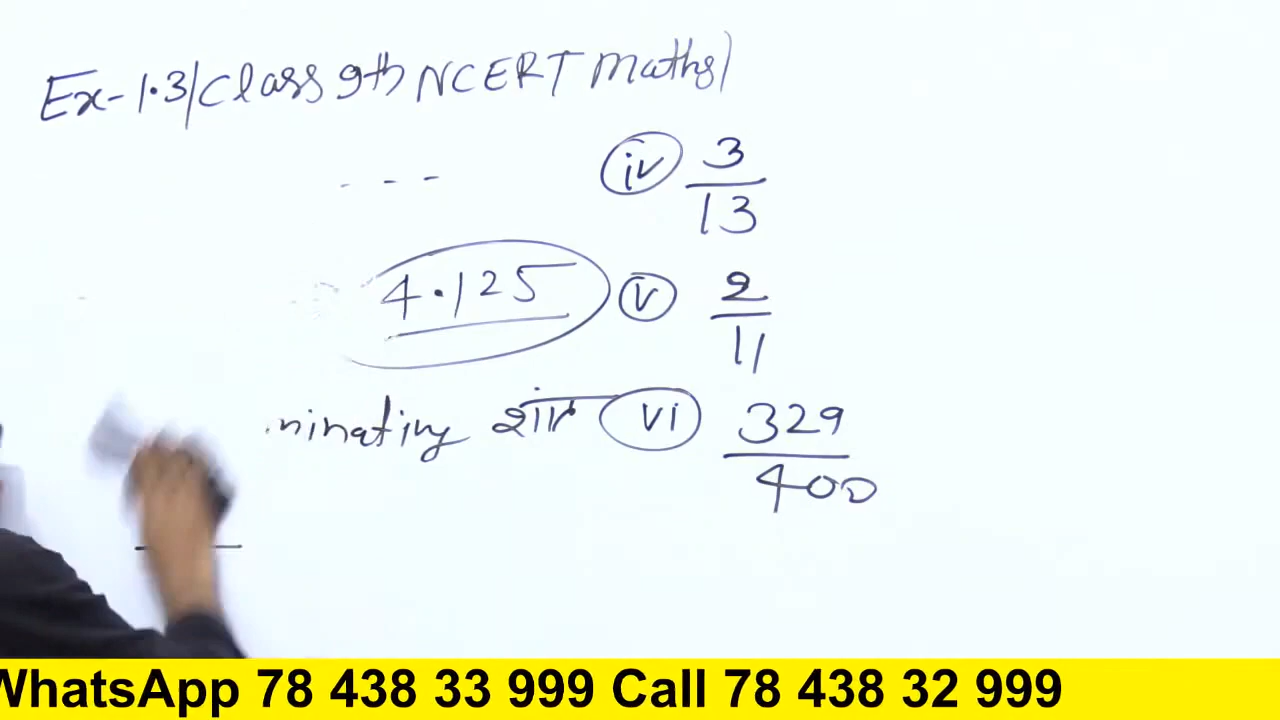 Ex-1.3/Class 9th NCERT Maths)
iv 3/13
4.125 v 2/11
minating vi 329/400
WhatsApp 78 438 33 999 Call 78 438 32 999